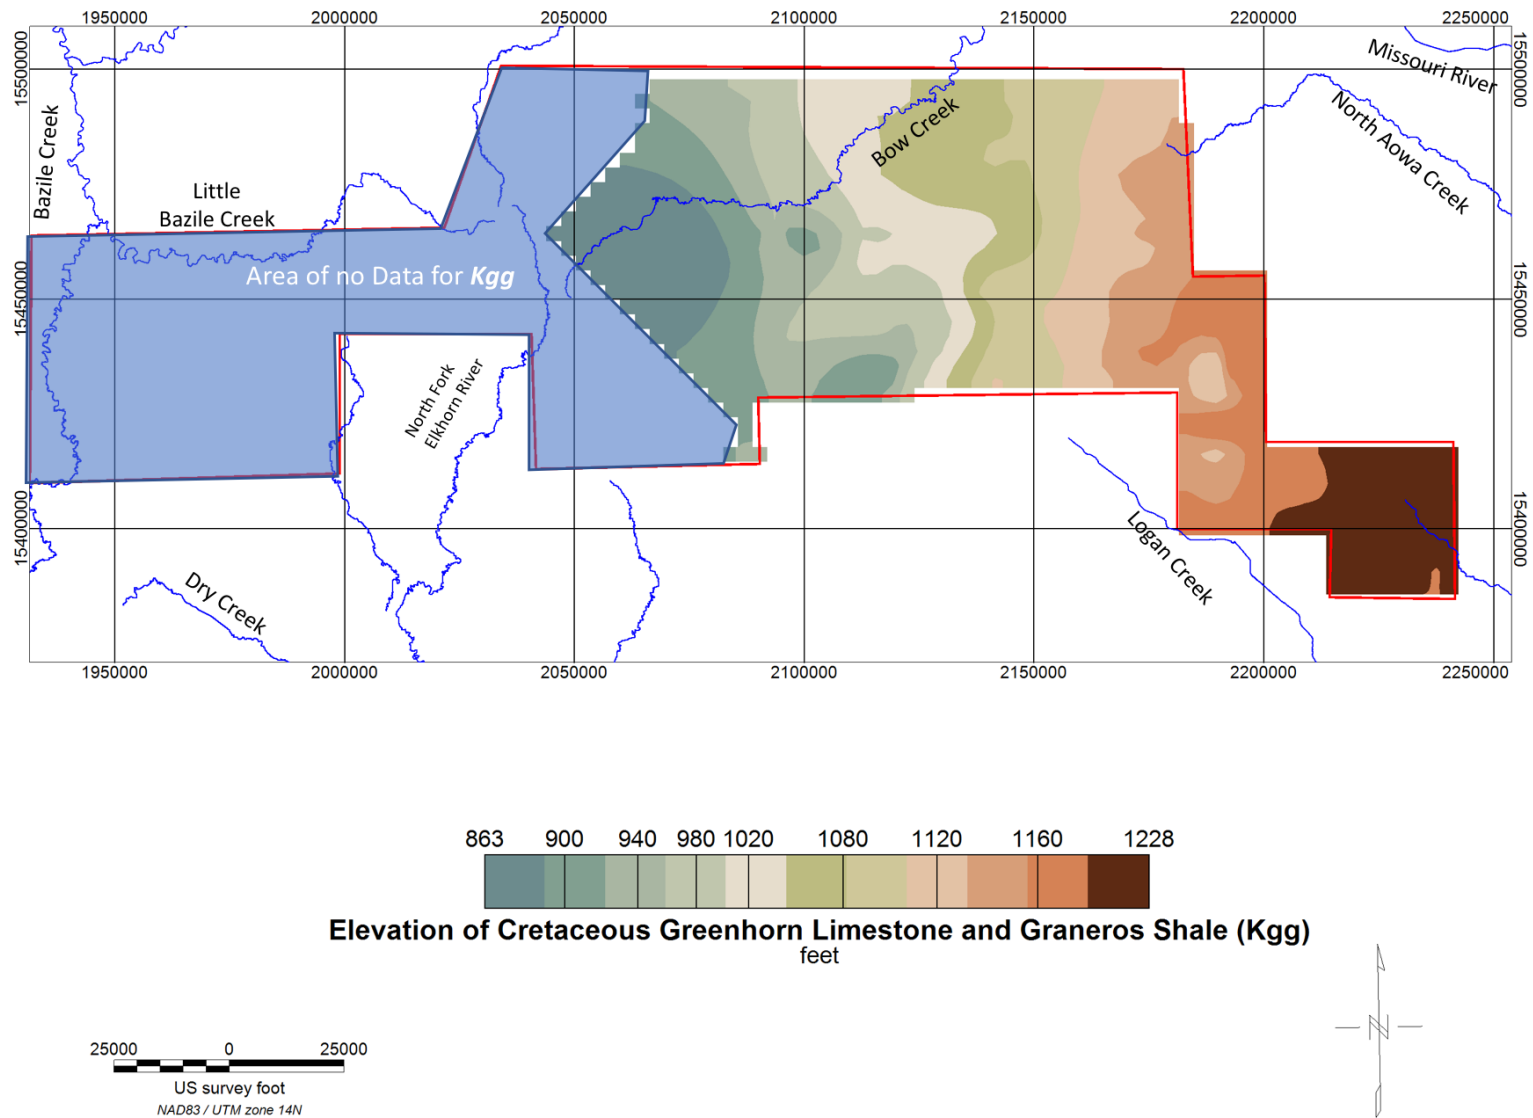 1950000 2000000 2050000 2100000 2150000 2200000 2250000
15500000
15500000
Missouri River
North Aowa Creek
Bazile Creek
Little
Bazile Creek
Bow Creek
Area of no Data for Kgg
15450000
15450000
North Fork
Elkhorn River
15400000
15400000
Logan Creek
Dry Creek
1950000 2000000 2050000 2100000 2150000 2200000 2250000
863 900 940 980 1020 1080 1120 1160 1228
Elevation of Cretaceous Greenhorn Limestone and Graneros Shale (Kgg)
feet
N
25000 0 25000
US survey foot
NAD83 / UTM zone 14N